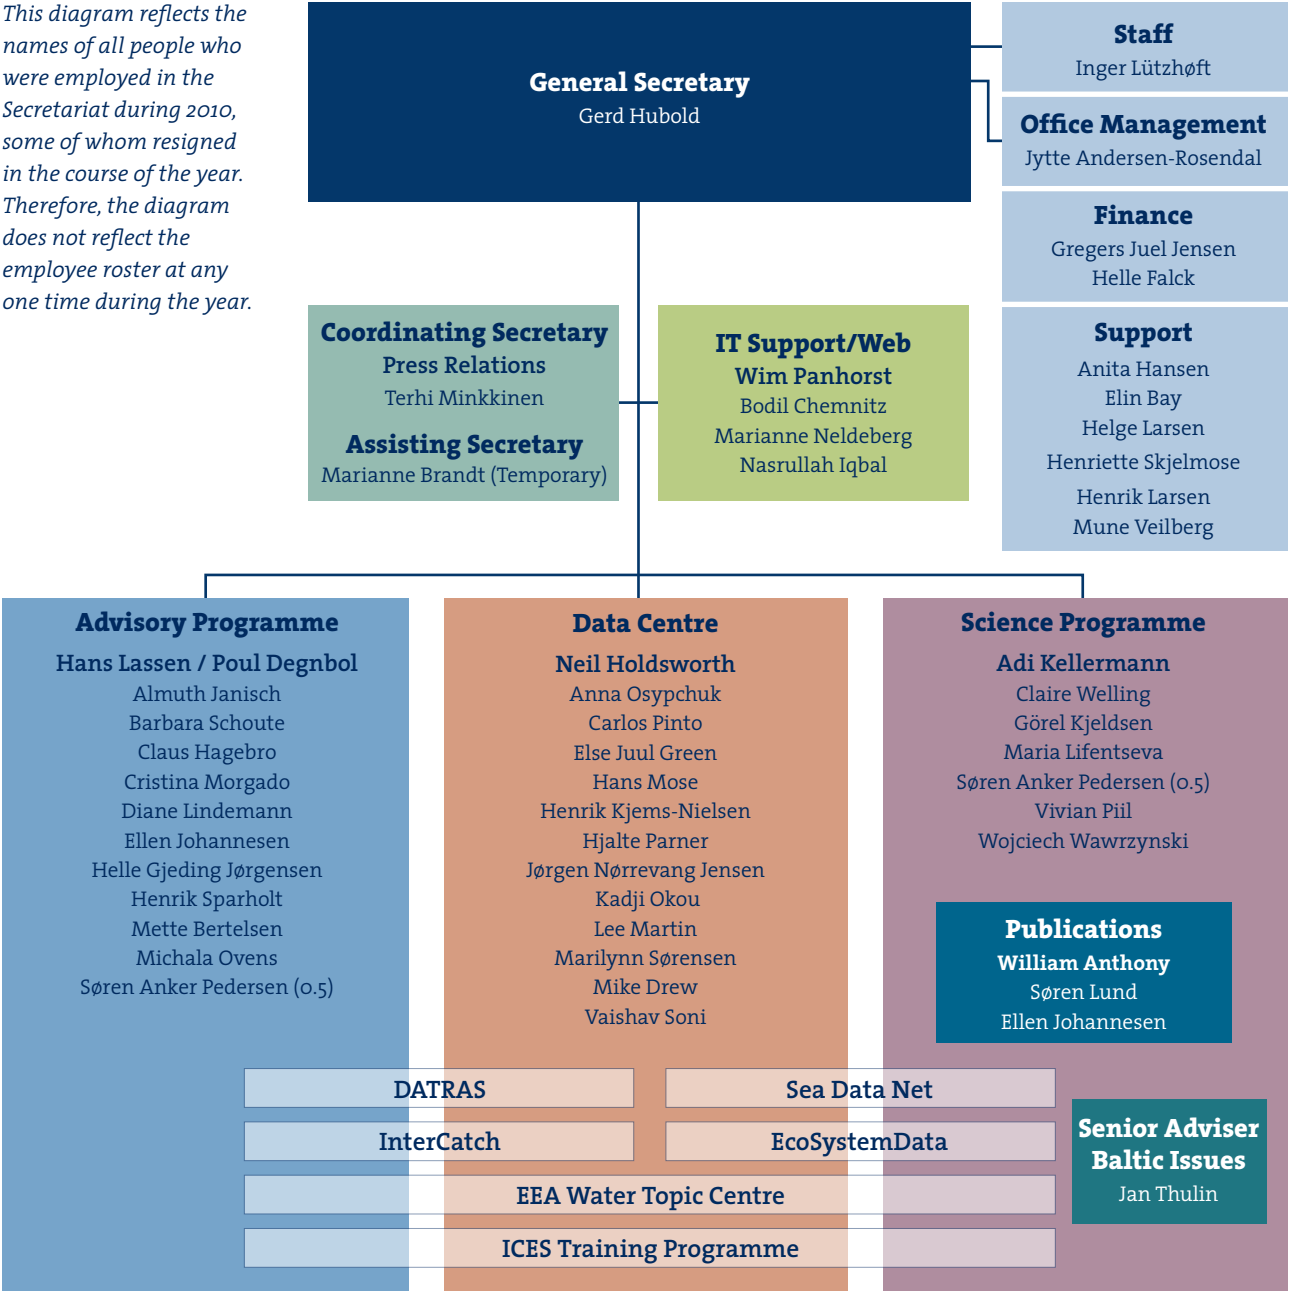 This diagram reflects the
names of all people who
were employed in the
Secretariat during 2010,
some of whom resigned
in the course of the year.
Therefore, the diagram
does not reflect the
employee roster at any
one time during the year.
General Secretary
Gerd Hubold
Staff
Inger Lützhøft
Office Management
Jytte Andersen-Rosendal
Finance
Gregers Juel Jensen
Helle Falck
Support
Anita Hansen
Elin Bay
Helge Larsen
Henriette Skjelmose
Henrik Larsen
Mune Veilberg
Coordinating Secretary
Press Relations
Terhi Minkkinen
Assisting Secretary
Marianne Brandt (Temporary)
IT Support/Web
Wim Panhorst
Bodil Chemnitz
Marianne Neldeberg
Nasrullah Iqbal
Advisory Programme
Hans Lassen / Poul Degnbol
Almuth Janisch
Barbara Schoute
Claus Hagebro
Cristina Morgado
Diane Lindemann
Ellen Johannesen
Helle Gjeding Jørgensen
Henrik Sparholt
Mette Bertelsen
Michala Ovens
Søren Anker Pedersen (0.5)
Data Centre
Neil Holdsworth
Anna Osypchuk
Carlos Pinto
Else Juul Green
Hans Mose
Henrik Kjems-Nielsen
Hjalte Parner
Jørgen Nørrevang Jensen
Kadji Okou
Lee Martin
Marilynn Sørensen
Mike Drew
Vaishav Soni
Science Programme
Adi Kellermann
Claire Welling
Görel Kjeldsen
Maria Lifentseva
Søren Anker Pedersen (0.5)
Vivian Piil
Wojciech Wawrzynski
Publications
William Anthony
Søren Lund
Ellen Johannesen
DATRAS
Sea Data Net
InterCatch
EcoSystemData
EEA Water Topic Centre
ICES Training Programme
Senior Adviser
Baltic Issues
Jan Thulin